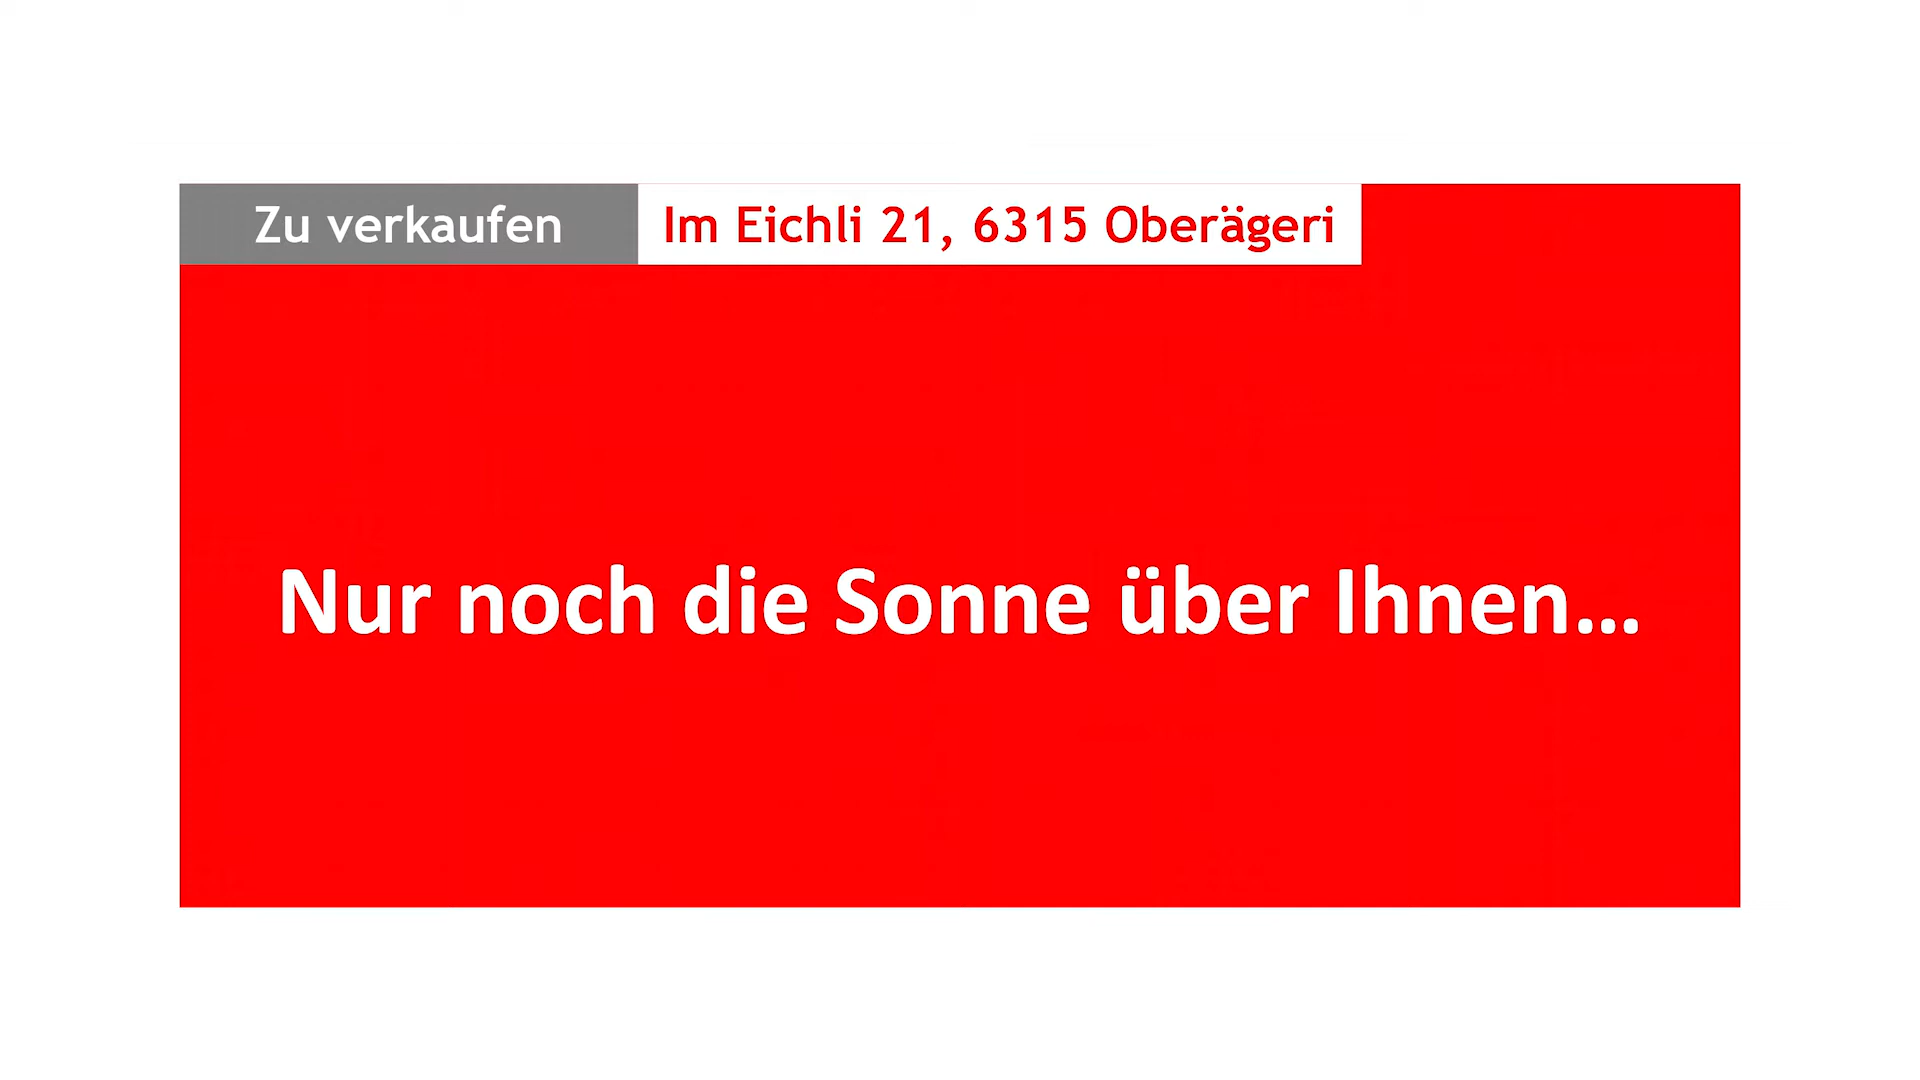 Zu verkaufen Im Eichli 21, 6315 Oberägeri
Nur noch die Sonne über Ihnen...